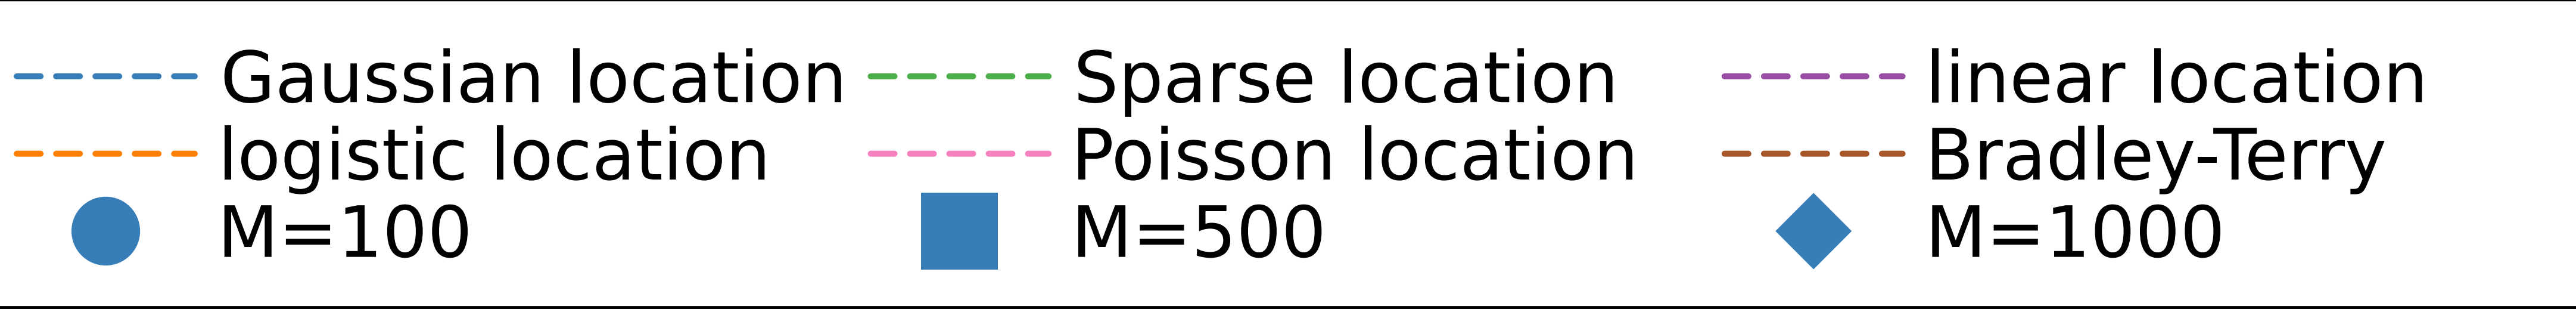 Gaussian location Sparse location linear location
logistic location Poisson location Bradley-Terry
M=100 M=500 M=1000